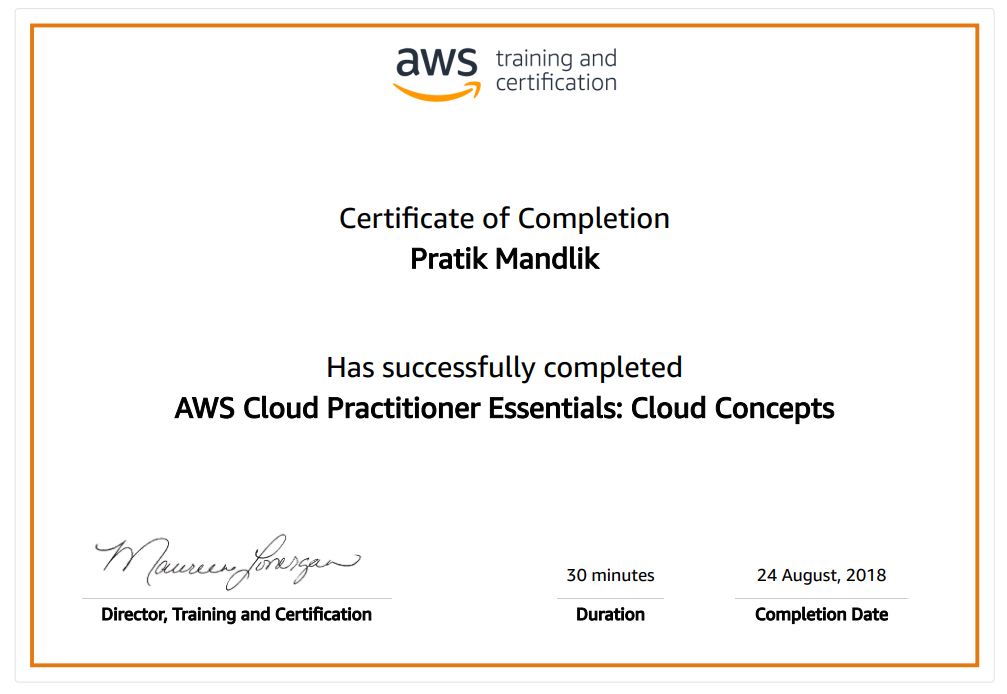 aws training and
certification
Certificate of Completion
Pratik Mandlik
Has successfully completed
AWS Cloud Practitioner Essentials: Cloud Concepts
Maureen Lonergan
30 minutes
24 August, 2018
Director, Training and Certification
Duration
Completion Date